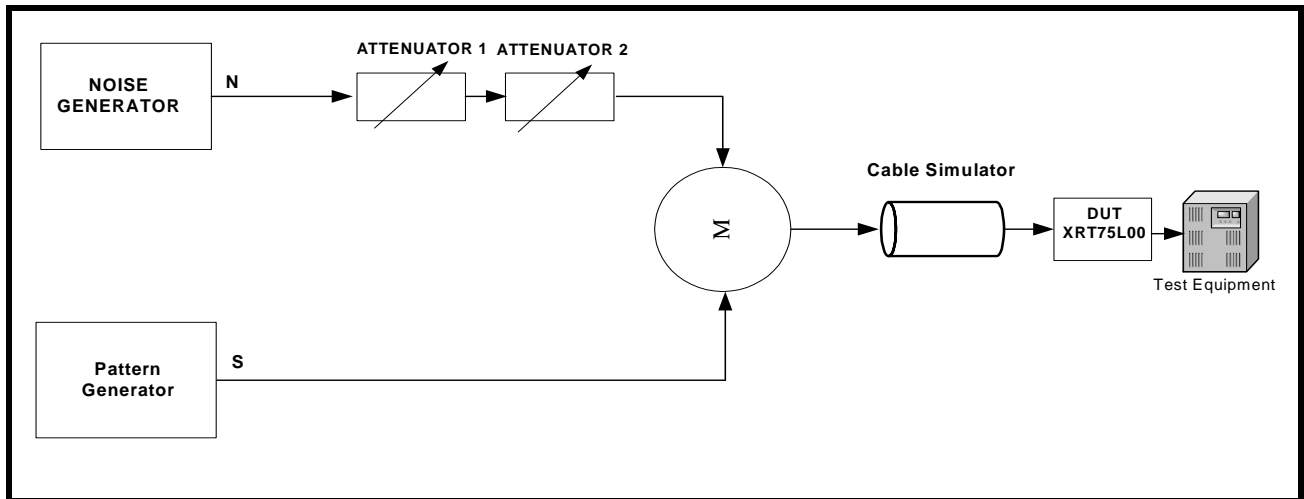 ATTENUATOR 1 ATTENUATOR 2
NOISE
GENERATOR
N
M
Cable Simulator
DUT
XRT75L00
Test Equipment
Pattern
Generator
S